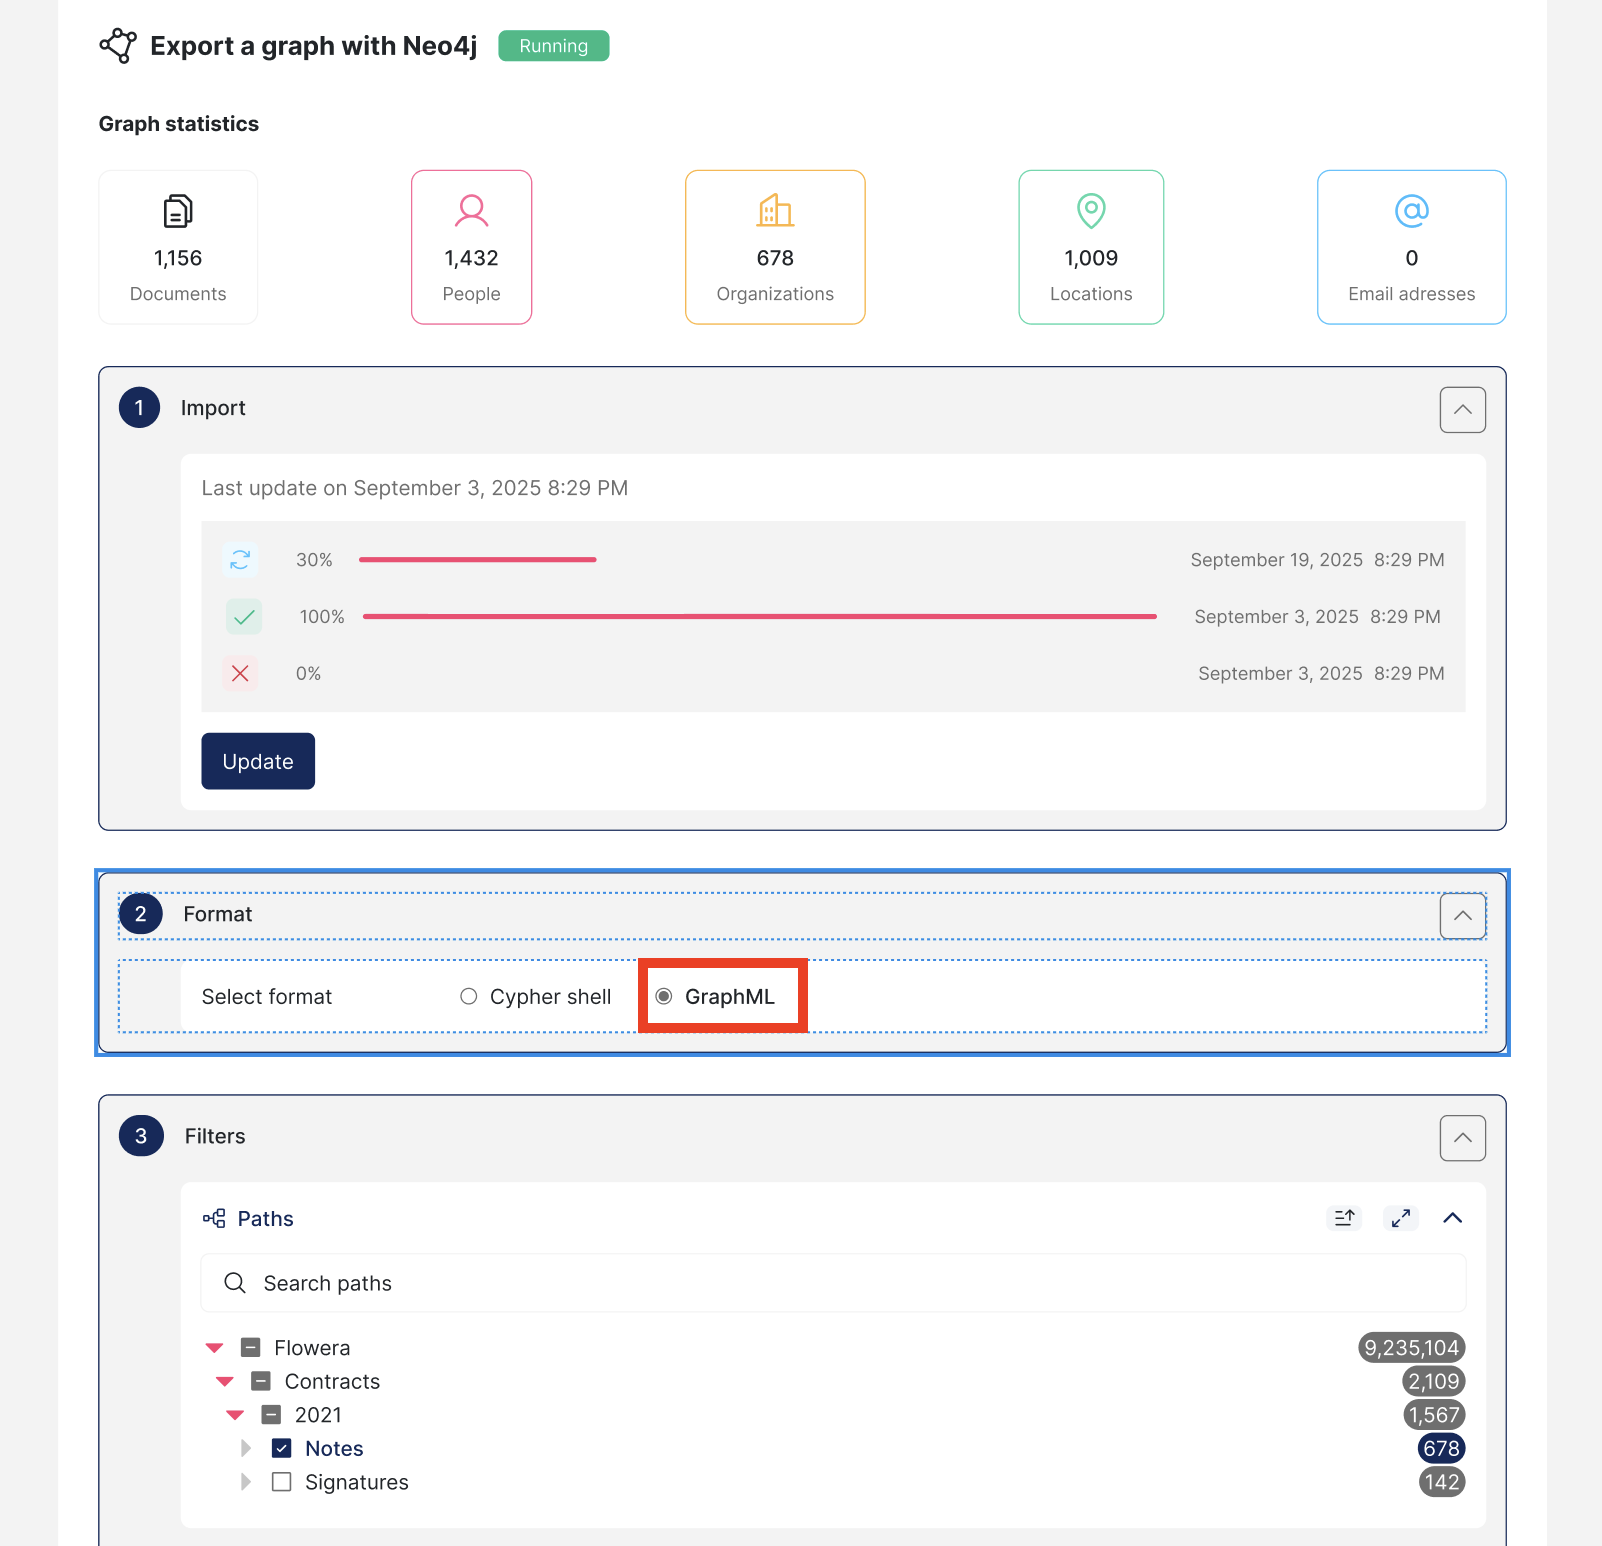 Export a graph with Neo4j Running
Graph statistics
1,156
Documents
1,432
People
678
Organizations
1,009
Locations
0
Email adresses
1 Import
Last update on September 3, 2025 8:29 PM
30% September 19, 2025 8:29 PM
100% September 3, 2025 8:29 PM
0% September 3, 2025 8:29 PM
Update
2 Format
Select format Cypher shell GraphML
3 Filters
Paths
Search paths
Flowera 9,235,104
Contracts 2,109
2021 1,567
Notes 678
Signatures 142